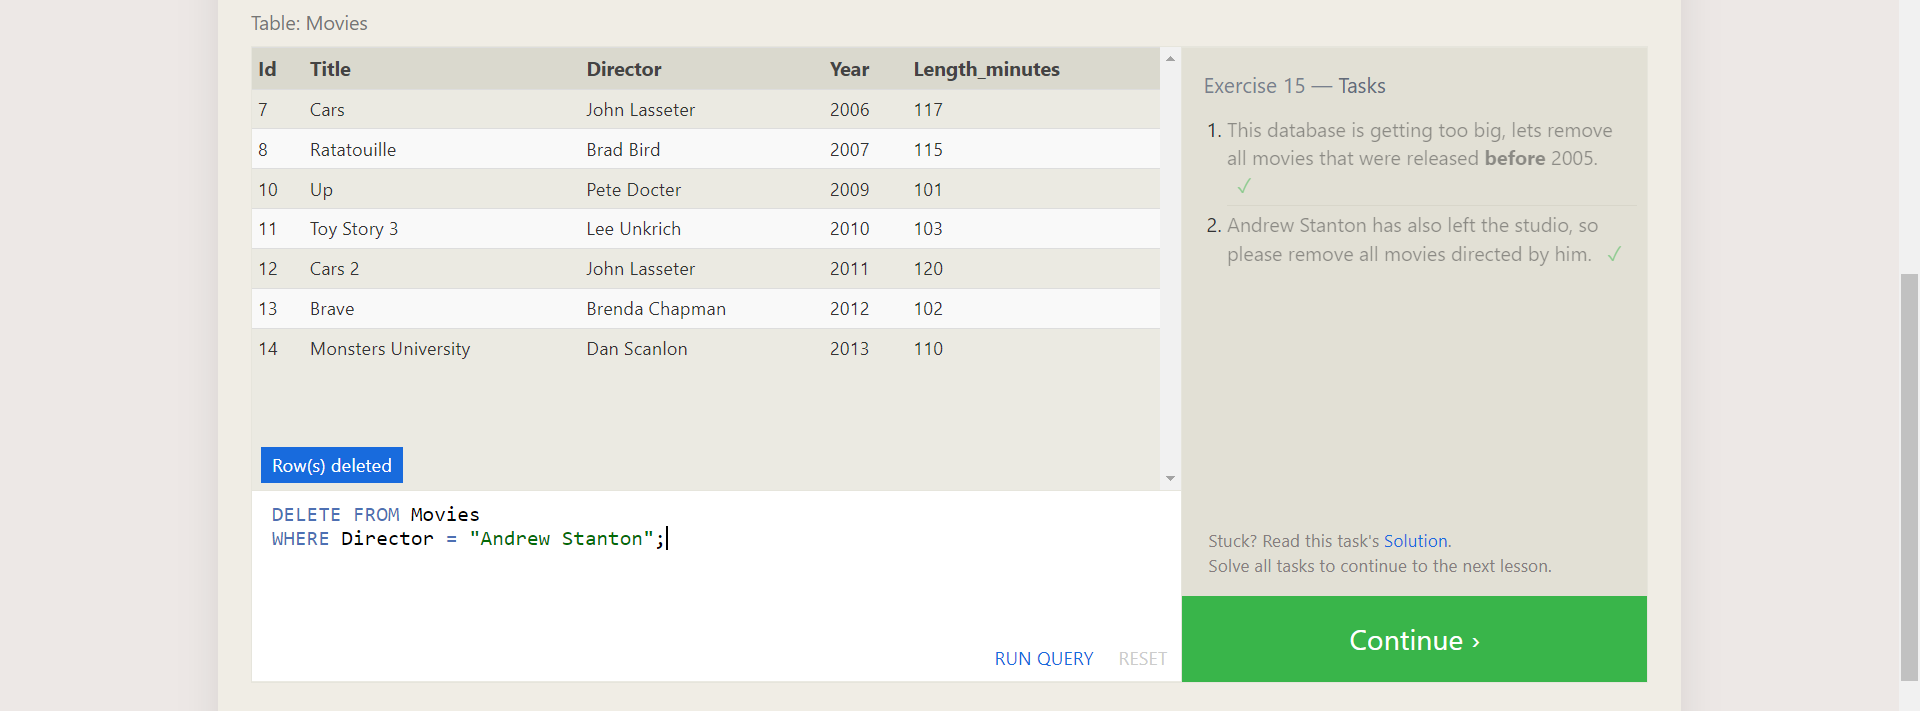 Table: Movies
Id Title Director Year Length_minutes
7 Cars John Lasseter 2006 117
8 Ratatouille Brad Bird 2007 115
10 Up Pete Docter 2009 101
11 Toy Story 3 Lee Unkrich 2010 103
12 Cars 2 John Lasseter 2011 120
13 Brave Brenda Chapman 2012 102
14 Monsters University Dan Scanlon 2013 110
Row(s) deleted
DELETE FROM Movies
WHERE Director = "Andrew Stanton";
RUN QUERY RESET
Exercise 15 — Tasks
1. This database is getting too big, lets remove
all movies that were released before 2005.
✓
2. Andrew Stanton has also left the studio, so
please remove all movies directed by him. ✓
Stuck? Read this task's Solution.
Solve all tasks to continue to the next lesson.
Continue ›